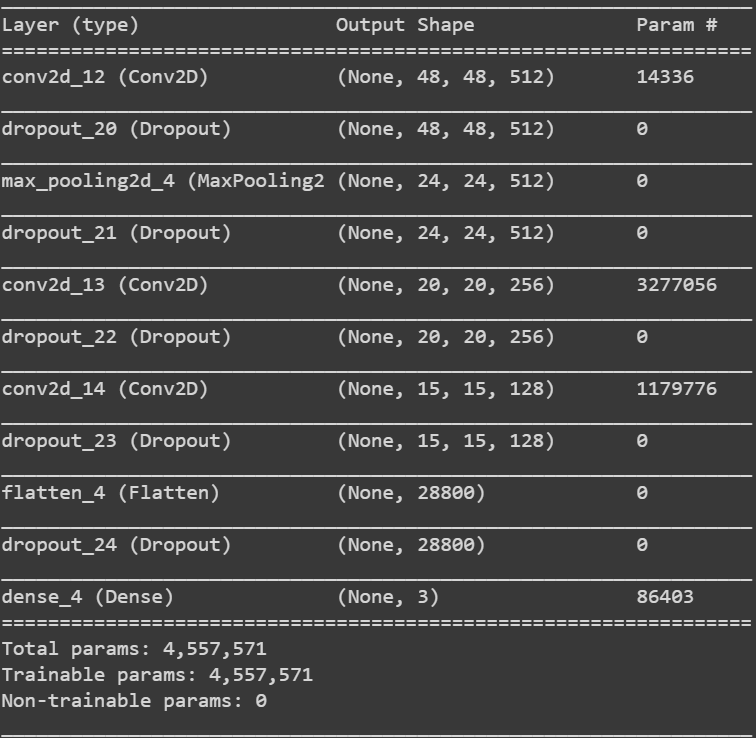 Layer (type) Output Shape Param #
=================================================================
conv2d_12 (Conv2D) (None, 48, 48, 512) 14336
dropout_20 (Dropout) (None, 48, 48, 512) 0
max_pooling2d_4 (MaxPooling2 (None, 24, 24, 512) 0
dropout_21 (Dropout) (None, 24, 24, 512) 0
conv2d_13 (Conv2D) (None, 20, 20, 256) 3277056
dropout_22 (Dropout) (None, 20, 20, 256) 0
conv2d_14 (Conv2D) (None, 15, 15, 128) 1179776
dropout_23 (Dropout) (None, 15, 15, 128) 0
flatten_4 (Flatten) (None, 28800) 0
dropout_24 (Dropout) (None, 28800) 0
dense_4 (Dense) (None, 3) 86403
=================================================================
Total params: 4,557,571
Trainable params: 4,557,571
Non-trainable params: 0